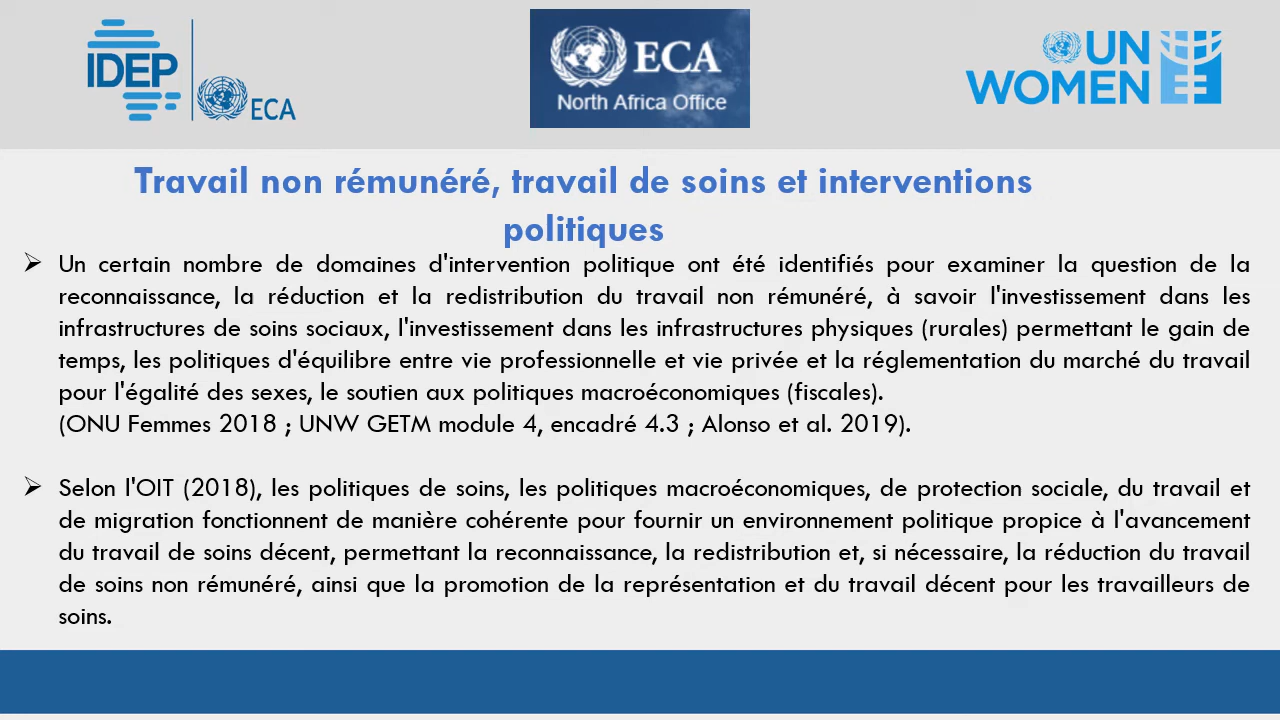 IDEP
ECA
ECA
North Africa Office
UN
WOMEN
Travail non rémunéré, travail de soins et interventions
politiques
Un certain nombre de domaines d'intervention politique ont été identifiés pour examiner la question de la
reconnaissance, la réduction et la redistribution du travail non rémunéré, à savoir l'investissement dans les
infrastructures de soins sociaux, l'investissement dans les infrastructures physiques (rurales) permettant le gain de
temps, les politiques d'équilibre entre vie professionnelle et vie privée et la réglementation du marché du travail
pour l'égalité des sexes, le soutien aux politiques macroéconomiques (fiscales).
(ONU Femmes 2018 ; UNW GETM module 4, encadré 4.3 ; Alonso et al. 2019).
Selon l'OIT (2018), les politiques de soins, les politiques macroéconomiques, de protection sociale, du travail et
de migration fonctionnent de manière cohérente pour fournir un environnement politique propice à l'avancement
du travail de soins décent, permettant la reconnaissance, la redistribution et, si nécessaire, la réduction du travail
de soins non rémunéré, ainsi que la promotion de la représentation et du travail décent pour les travailleurs de
soins.